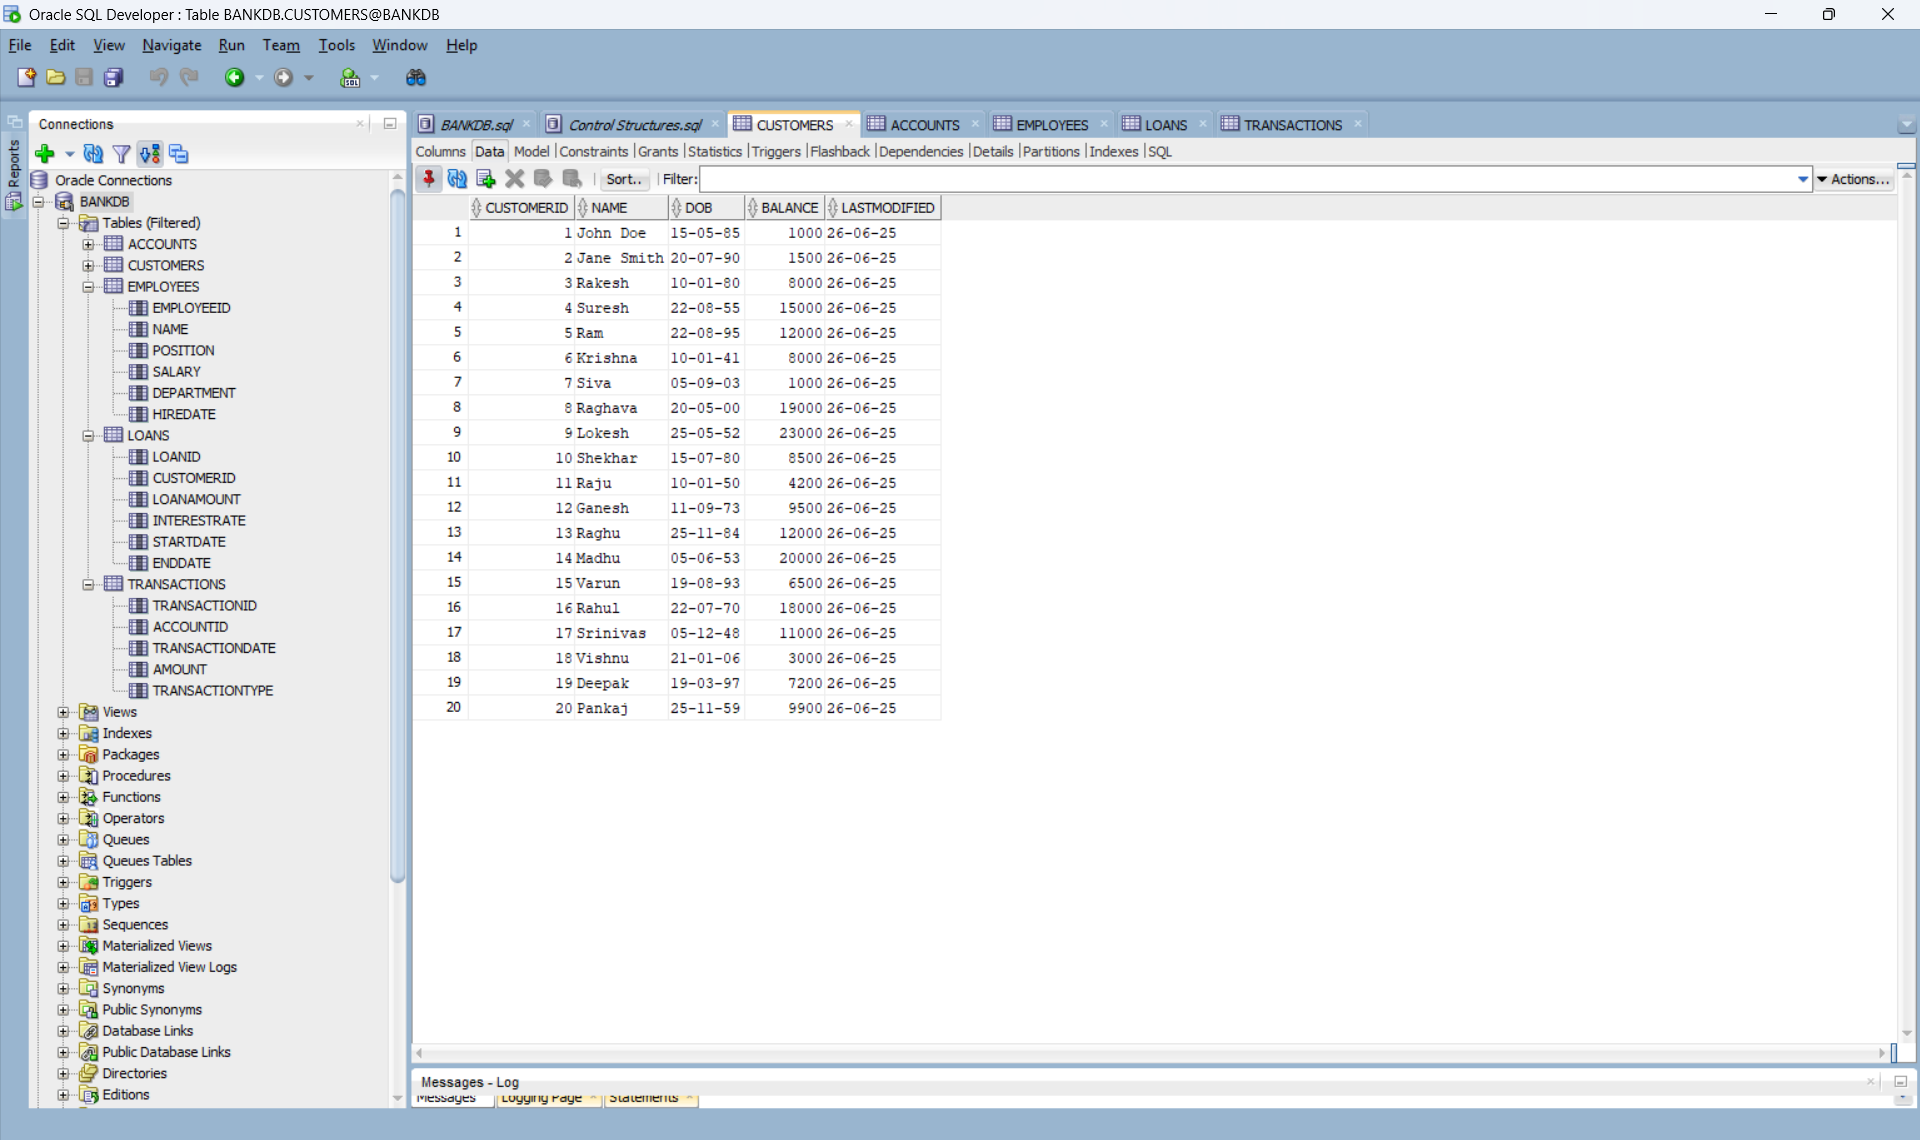 Oracle SQL Developer : Table BANKDB.CUSTOMERS@BANKDB
File Edit View Navigate Run Team Tools Window Help
Reports
Connections
Oracle Connections
BANKDB
Tables (Filtered)
ACCOUNTS
CUSTOMERS
EMPLOYEES
EMPLOYEEID
NAME
POSITION
SALARY
DEPARTMENT
HIREDATE
LOANS
LOANID
CUSTOMERID
LOANAMOUNT
INTERESTRATE
STARTDATE
ENDDATE
TRANSACTIONS
TRANSACTIONID
ACCOUNTID
TRANSACTIONDATE
AMOUNT
TRANSACTIONTYPE
Views
Indexes
Packages
Procedures
Functions
Operators
Queues
Queues Tables
Triggers
Types
Sequences
Materialized Views
Materialized View Logs
Synonyms
Public Synonyms
Database Links
Public Database Links
Directories
Editions
BANKDB.sql Control Structures.sql CUSTOMERS ACCOUNTS EMPLOYEES LOANS TRANSACTIONS
Columns Data Model Constraints Grants Statistics Triggers Flashback Dependencies Details Partitions Indexes SQL
Sort.. Filter: Actions...
CUSTOMERID NAME DOB BALANCE LASTMODIFIED
1 1 John Doe 15-05-85 1000 26-06-25
2 2 Jane Smith 20-07-90 1500 26-06-25
3 3 Rakesh 10-01-80 8000 26-06-25
4 4 Suresh 22-08-55 15000 26-06-25
5 5 Ram 22-08-95 12000 26-06-25
6 6 Krishna 10-01-41 8000 26-06-25
7 7 Siva 05-09-03 1000 26-06-25
8 8 Raghava 20-05-00 19000 26-06-25
9 9 Lokesh 25-05-52 23000 26-06-25
10 10 Shekhar 15-07-80 8500 26-06-25
11 11 Raju 10-01-50 4200 26-06-25
12 12 Ganesh 11-09-73 9500 26-06-25
13 13 Raghu 25-11-84 12000 26-06-25
14 14 Madhu 05-06-53 20000 26-06-25
15 15 Varun 19-08-93 6500 26-06-25
16 16 Rahul 22-07-70 18000 26-06-25
17 17 Srinivas 05-12-48 11000 26-06-25
18 18 Vishnu 21-01-06 3000 26-06-25
19 19 Deepak 19-03-97 7200 26-06-25
20 20 Pankaj 25-11-59 9900 26-06-25
Messages - Log
Messages Logging Page Statements